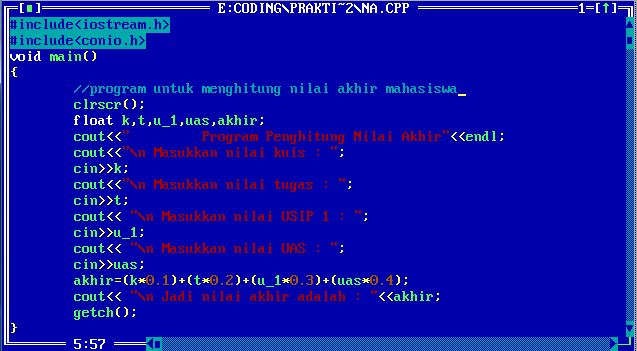 [■] E:CODING\PRAKTI~2\NA.CPP 1=[↑]
#include<iostream.h>
#include<conio.h>
void main()
{
//program untuk menghitung nilai akhir mahasiswa_
clrscr();
float k,t,u_1,uas,akhir;
cout<<"          Program Penghitung Nilai Akhir"<<endl;
cout<<"\n Masukkan nilai kuis : ";
cin>>k;
cout<<"\n Masukkan nilai tugas : ";
cin>>t;
cout<< "\n Masukkan nilai USIP 1 : ";
cin>>u_1;
cout<< "\n Masukkan nilai UAS : ";
cin>>uas;
akhir=(k*0.1)+(t*0.2)+(u_1*0.3)+(uas*0.4);
cout<< "\n Jadi nilai akhir adalah : "<<akhir;
getch();
}
5:57